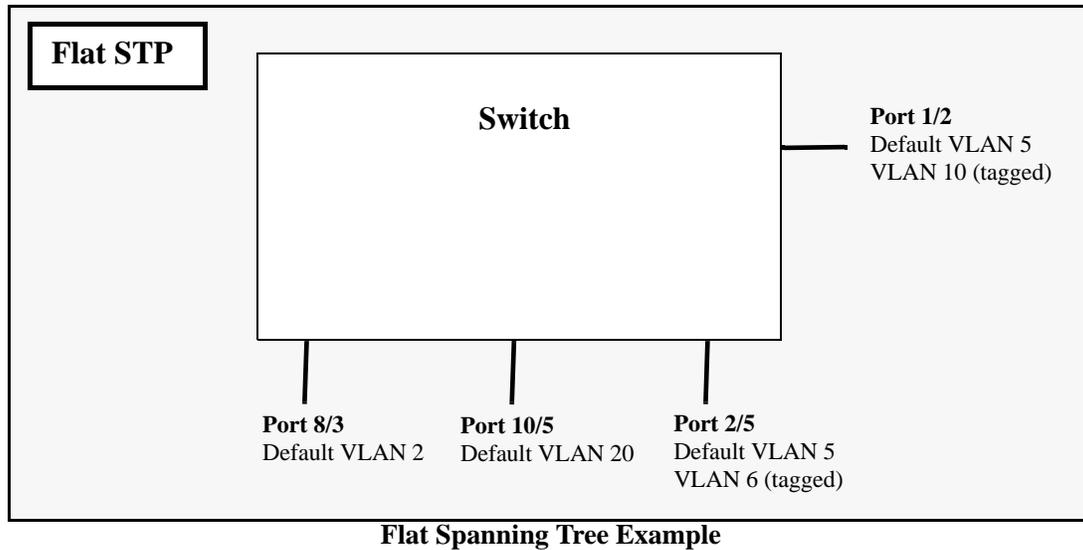 Flat STP
Switch
Port 1/2
Default VLAN 5
VLAN 10 (tagged)
Port 8/3
Default VLAN 2
Port 10/5
Default VLAN 20
Port 2/5
Default VLAN 5
VLAN 6 (tagged)
Flat Spanning Tree Example